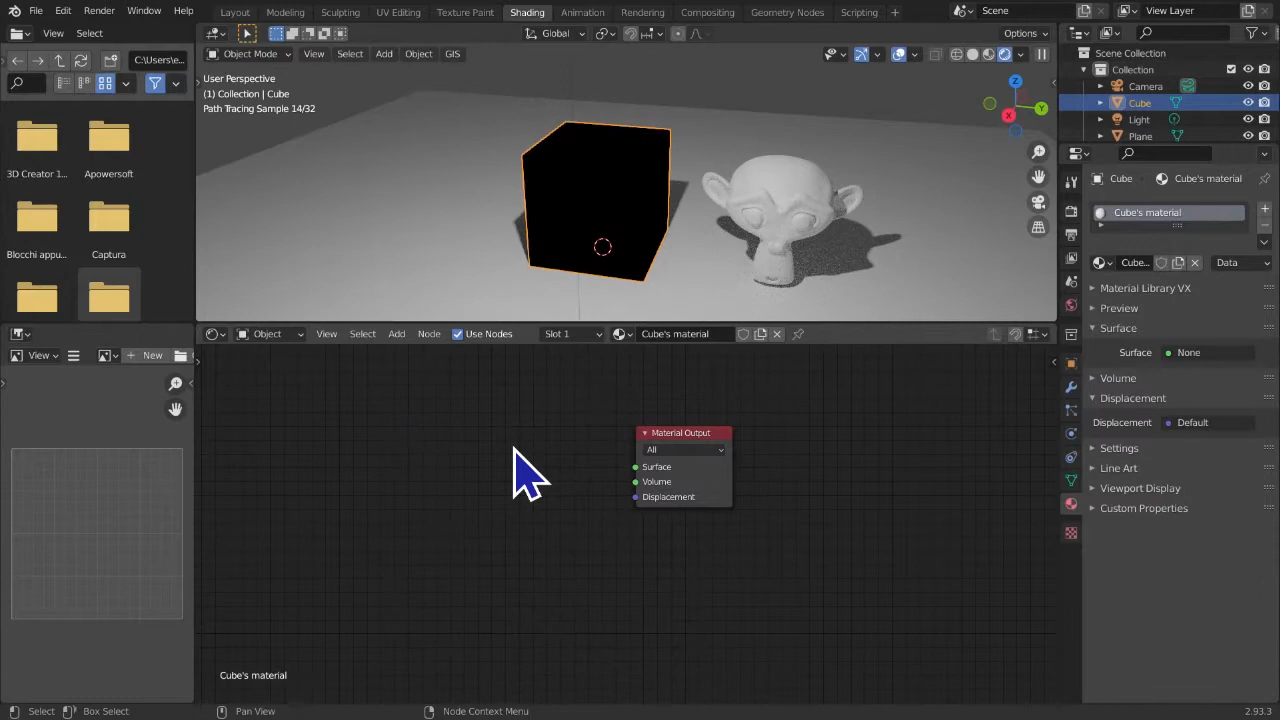 File Edit Render Window Help
Layout Modeling Sculpting UV Editing Texture Paint Shading Animation Rendering Compositing Geometry Nodes Scripting +
Scene
View Layer
View Select
C:\Users\e...
3D Creator 1...
Apowersoft
Blocchi appu...
Captura
Global
Options
Object Mode View Select Add Object GIS
User Perspective
(1) Collection | Cube
Path Tracing Sample 14/32
Z
Y
X
Scene Collection
Collection
Camera
Cube
Light
Plane
Cube
Cube's material
Cube's material
Cube...
Data
Material Library VX
Preview
Surface
Surface
None
Volume
Displacement
Displacement
Default
Settings
Line Art
Viewport Display
Custom Properties
View
New
Object View Select Add Node Use Nodes Slot 1 Cube's material
Material Output
All
Surface
Volume
Displacement
Cube's material
Select
Box Select
Pan View
Node Context Menu
2.93.3